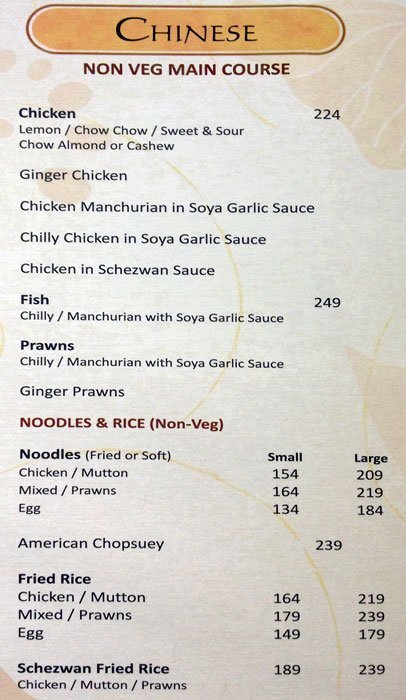 CHINESE
NON VEG MAIN COURSE
Chicken 224
Lemon / Chow Chow / Sweet & Sour
Chow Almond or Cashew
Ginger Chicken
Chicken Manchurian in Soya Garlic Sauce
Chilly Chicken in Soya Garlic Sauce
Chicken in Schezwan Sauce
Fish 249
Chilly / Manchurian with Soya Garlic Sauce
Prawns
Chilly / Manchurian with Soya Garlic Sauce
Ginger Prawns
NOODLES & RICE (Non-Veg)
Noodles (Fried or Soft) Small Large
Chicken / Mutton 154 209
Mixed / Prawns 164 219
Egg 134 184
American Chopsuey 239
Fried Rice
Chicken / Mutton 164 219
Mixed / Prawns 179 239
Egg 149 179
Schezwan Fried Rice 189 239
Chicken / Mutton / Prawns